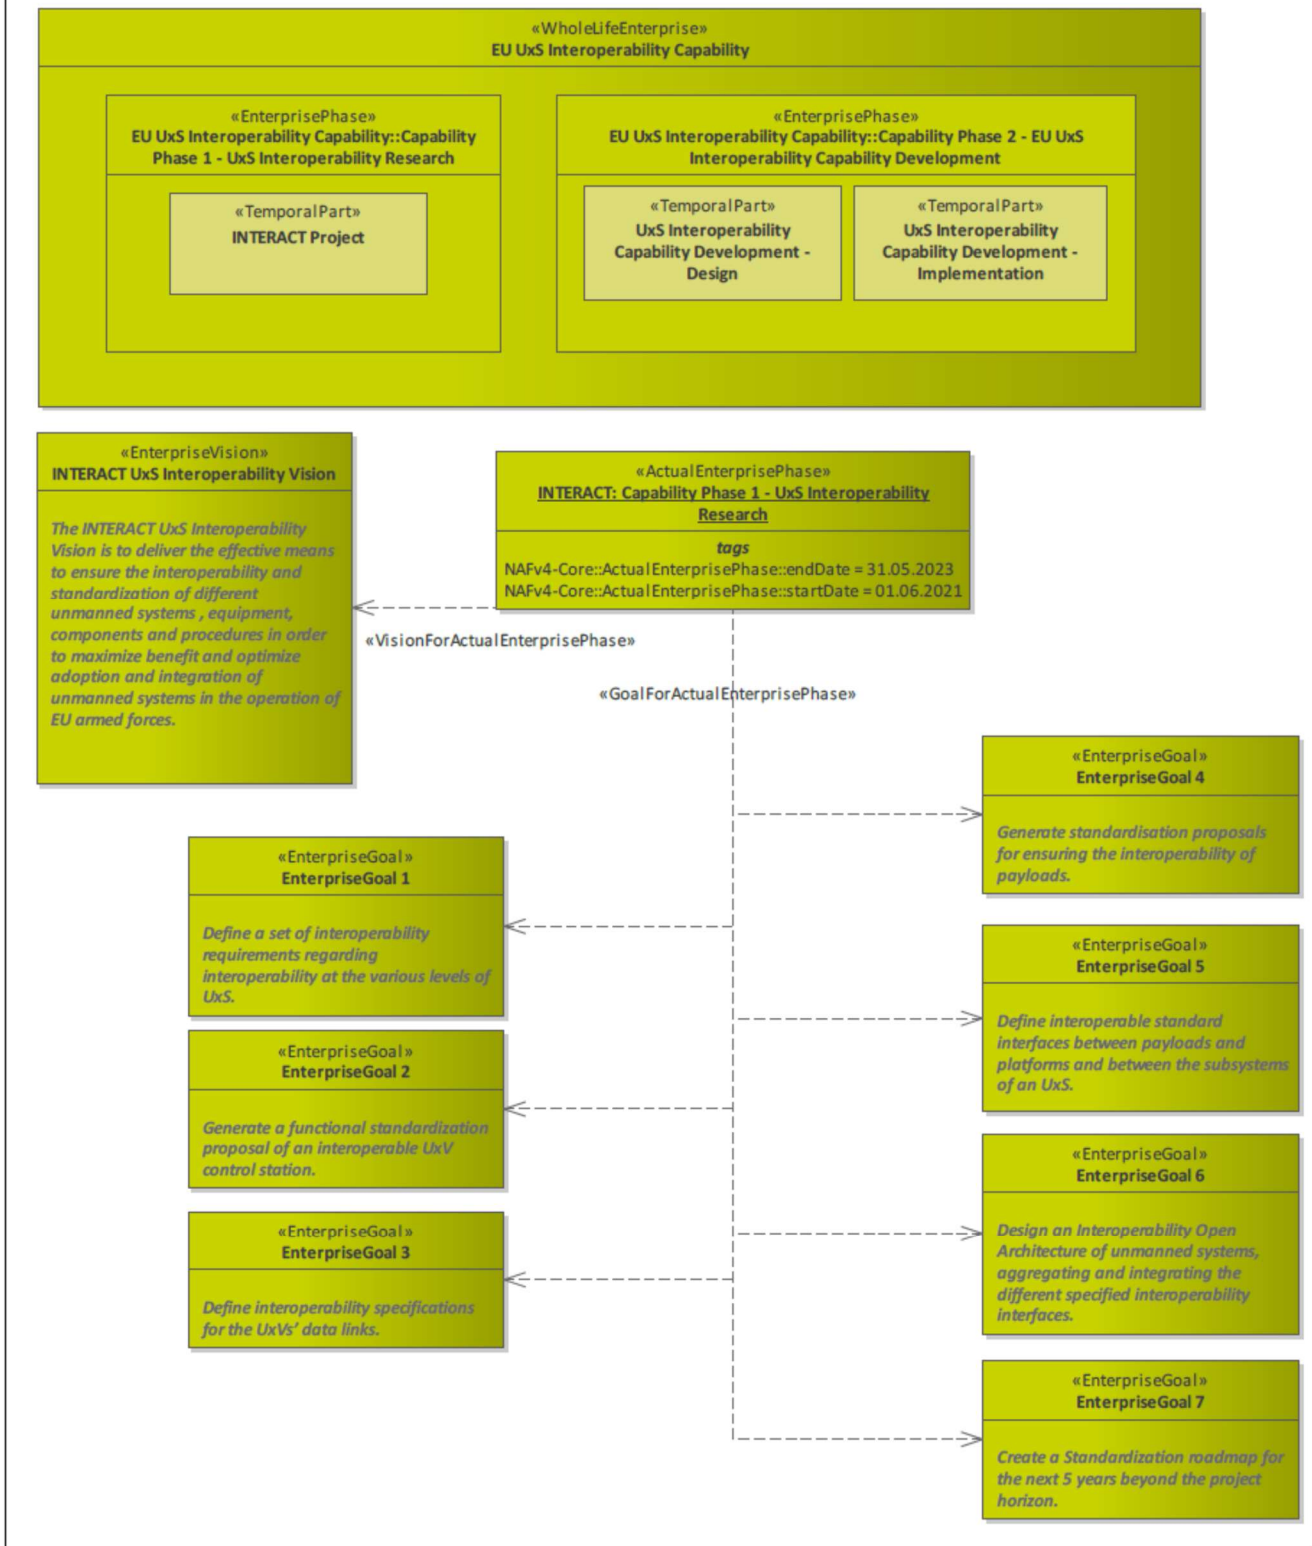 «WholeLifeEnterprise»
EU UxS Interoperability Capability
«EnterprisePhase»
EU UxS Interoperability Capability::Capability
Phase 1 - UxS Interoperability Research
«TemporalPart»
INTERACT Project
«EnterprisePhase»
EU UxS Interoperability Capability::Capability Phase 2 - EU UxS
Interoperability Capability Development
«TemporalPart»
UxS Interoperability
Capability Development -
Design
«TemporalPart»
UxS Interoperability
Capability Development -
Implementation
«EnterpriseVision»
INTERACT UxS Interoperability Vision
The INTERACT UxS Interoperability
Vision is to deliver the effective means
to ensure the interoperability and
standardization of different
unmanned systems , equipment,
components and procedures in order
to maximize benefit and optimize
adoption and integration of
unmanned systems in the operation of
EU armed forces.
«ActualEnterprisePhase»
INTERACT: Capability Phase 1 - UxS Interoperability
Research
tags
NAFv4-Core::ActualEnterprisePhase::endDate = 31.05.2023
NAFv4-Core::ActualEnterprisePhase::startDate = 01.06.2021
«VisionForActualEnterprisePhase»
«GoalForActualEnterprisePhase»
«EnterpriseGoal»
EnterpriseGoal 1
Define a set of interoperability
requirements regarding
interoperability at the various levels of
UxS.
«EnterpriseGoal»
EnterpriseGoal 2
Generate a functional standardization
proposal of an interoperable UxV
control station.
«EnterpriseGoal»
EnterpriseGoal 3
Define interoperability specifications
for the UxVs’ data links.
«EnterpriseGoal»
EnterpriseGoal 4
Generate standardisation proposals
for ensuring the interoperability of
payloads.
«EnterpriseGoal»
EnterpriseGoal 5
Define interoperable standard
interfaces between payloads and
platforms and between the subsystems
of an UxS.
«EnterpriseGoal»
EnterpriseGoal 6
Design an Interoperability Open
Architecture of unmanned systems,
aggregating and integrating the
different specified interoperability
interfaces.
«EnterpriseGoal»
EnterpriseGoal 7
Create a Standardization roadmap for
the next 5 years beyond the project
horizon.